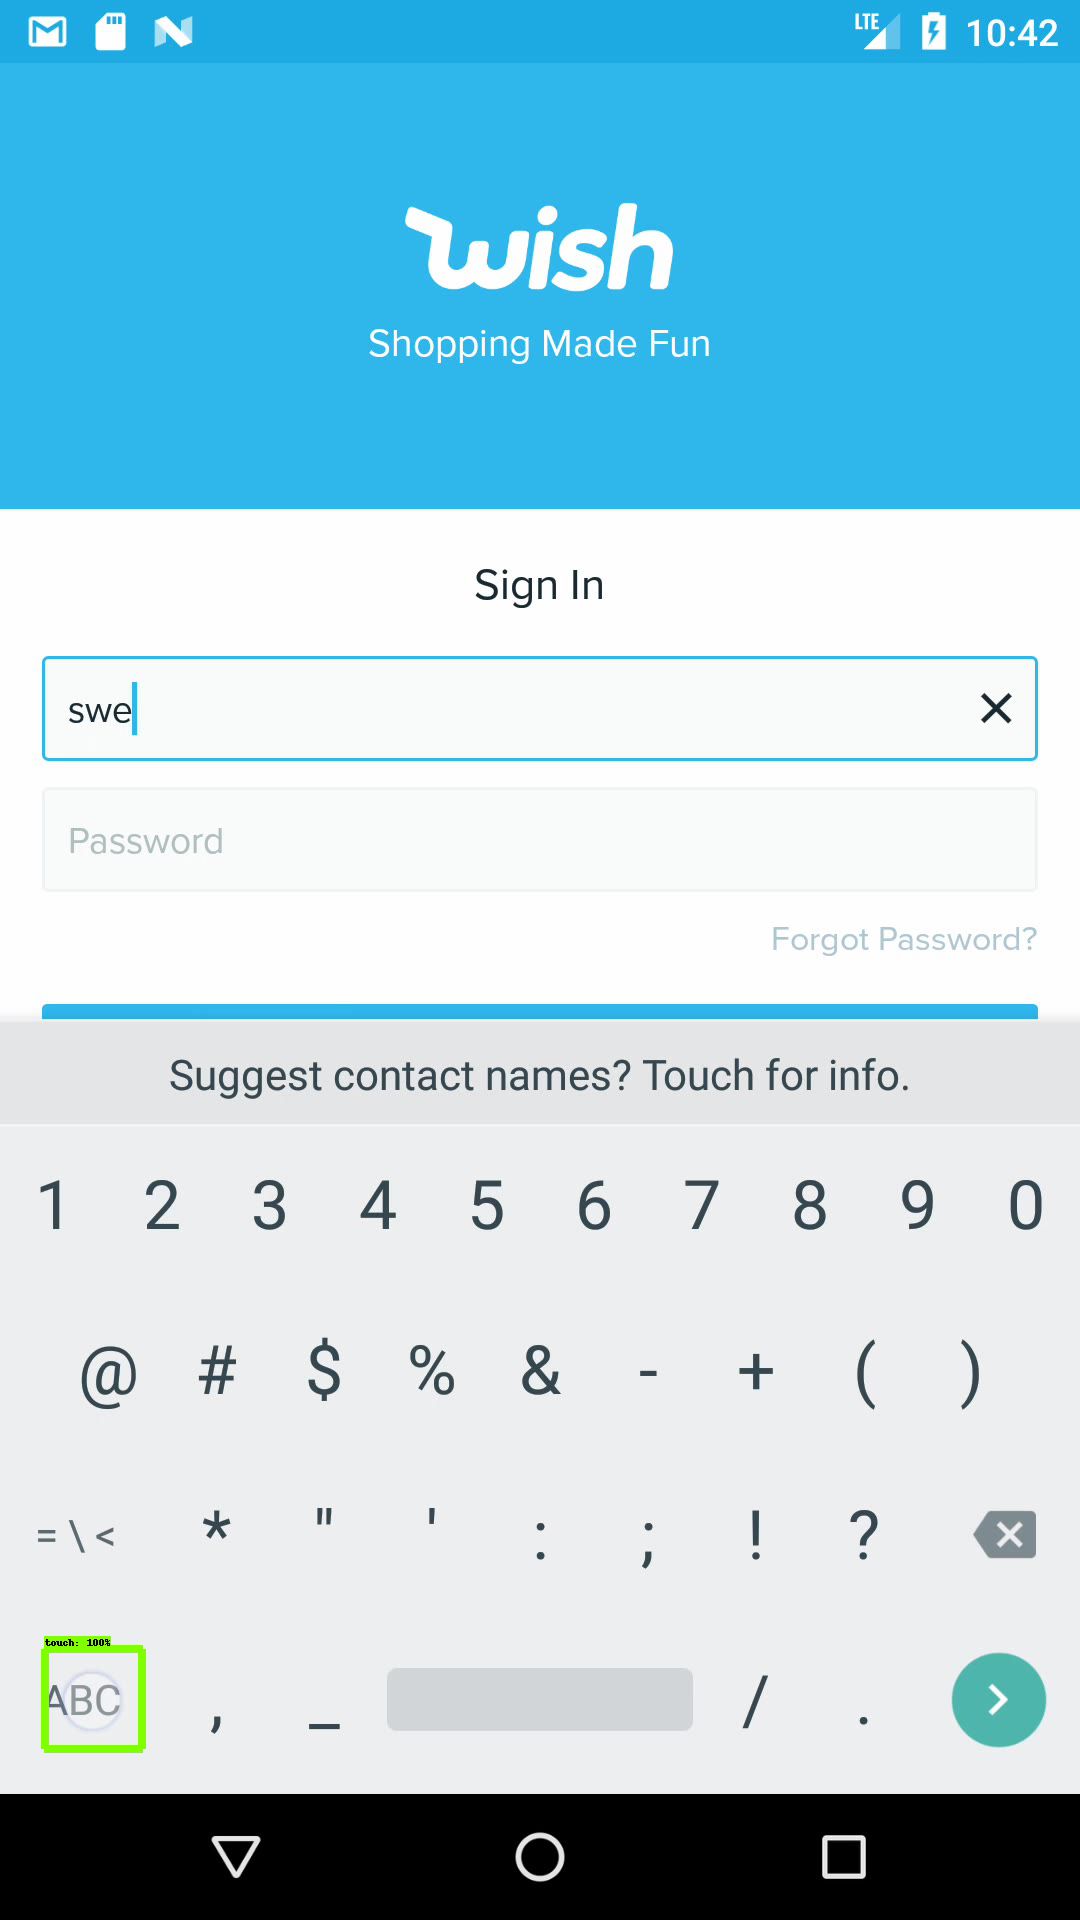 LTE 10:42
wish
Shopping Made Fun
Sign In
swe
Password
Forgot Password?
Suggest contact names? Touch for info.
1 2 3 4 5 6 7 8 9 0
@ # $ % & - + ( )
= \ < * " ' : ; ! ?
touch: 100%
ABC , _ / .